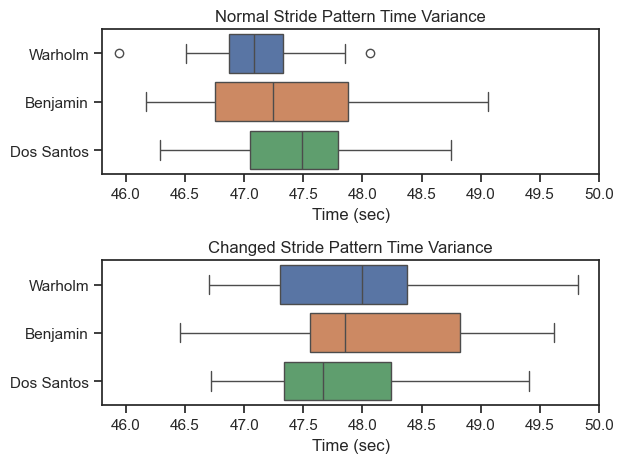 Normal Stride Pattern Time Variance
Warholm
Benjamin
Dos Santos
46.0 46.5 47.0 47.5 48.0 48.5 49.0 49.5 50.0
Time (sec)
Changed Stride Pattern Time Variance
Warholm
Benjamin
Dos Santos
46.0 46.5 47.0 47.5 48.0 48.5 49.0 49.5 50.0
Time (sec)